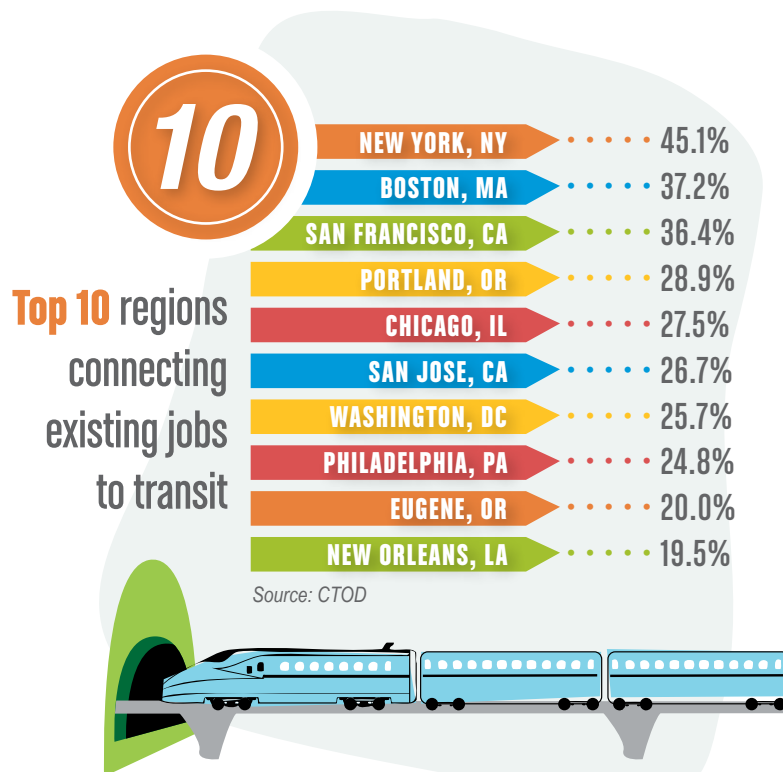 10
NEW YORK, NY 45.1%
BOSTON, MA 37.2%
SAN FRANCISCO, CA 36.4%
PORTLAND, OR 28.9%
CHICAGO, IL 27.5%
SAN JOSE, CA 26.7%
WASHINGTON, DC 25.7%
PHILADELPHIA, PA 24.8%
EUGENE, OR 20.0%
NEW ORLEANS, LA 19.5%
Top 10 regions
connecting
existing jobs
to transit
Source: CTOD